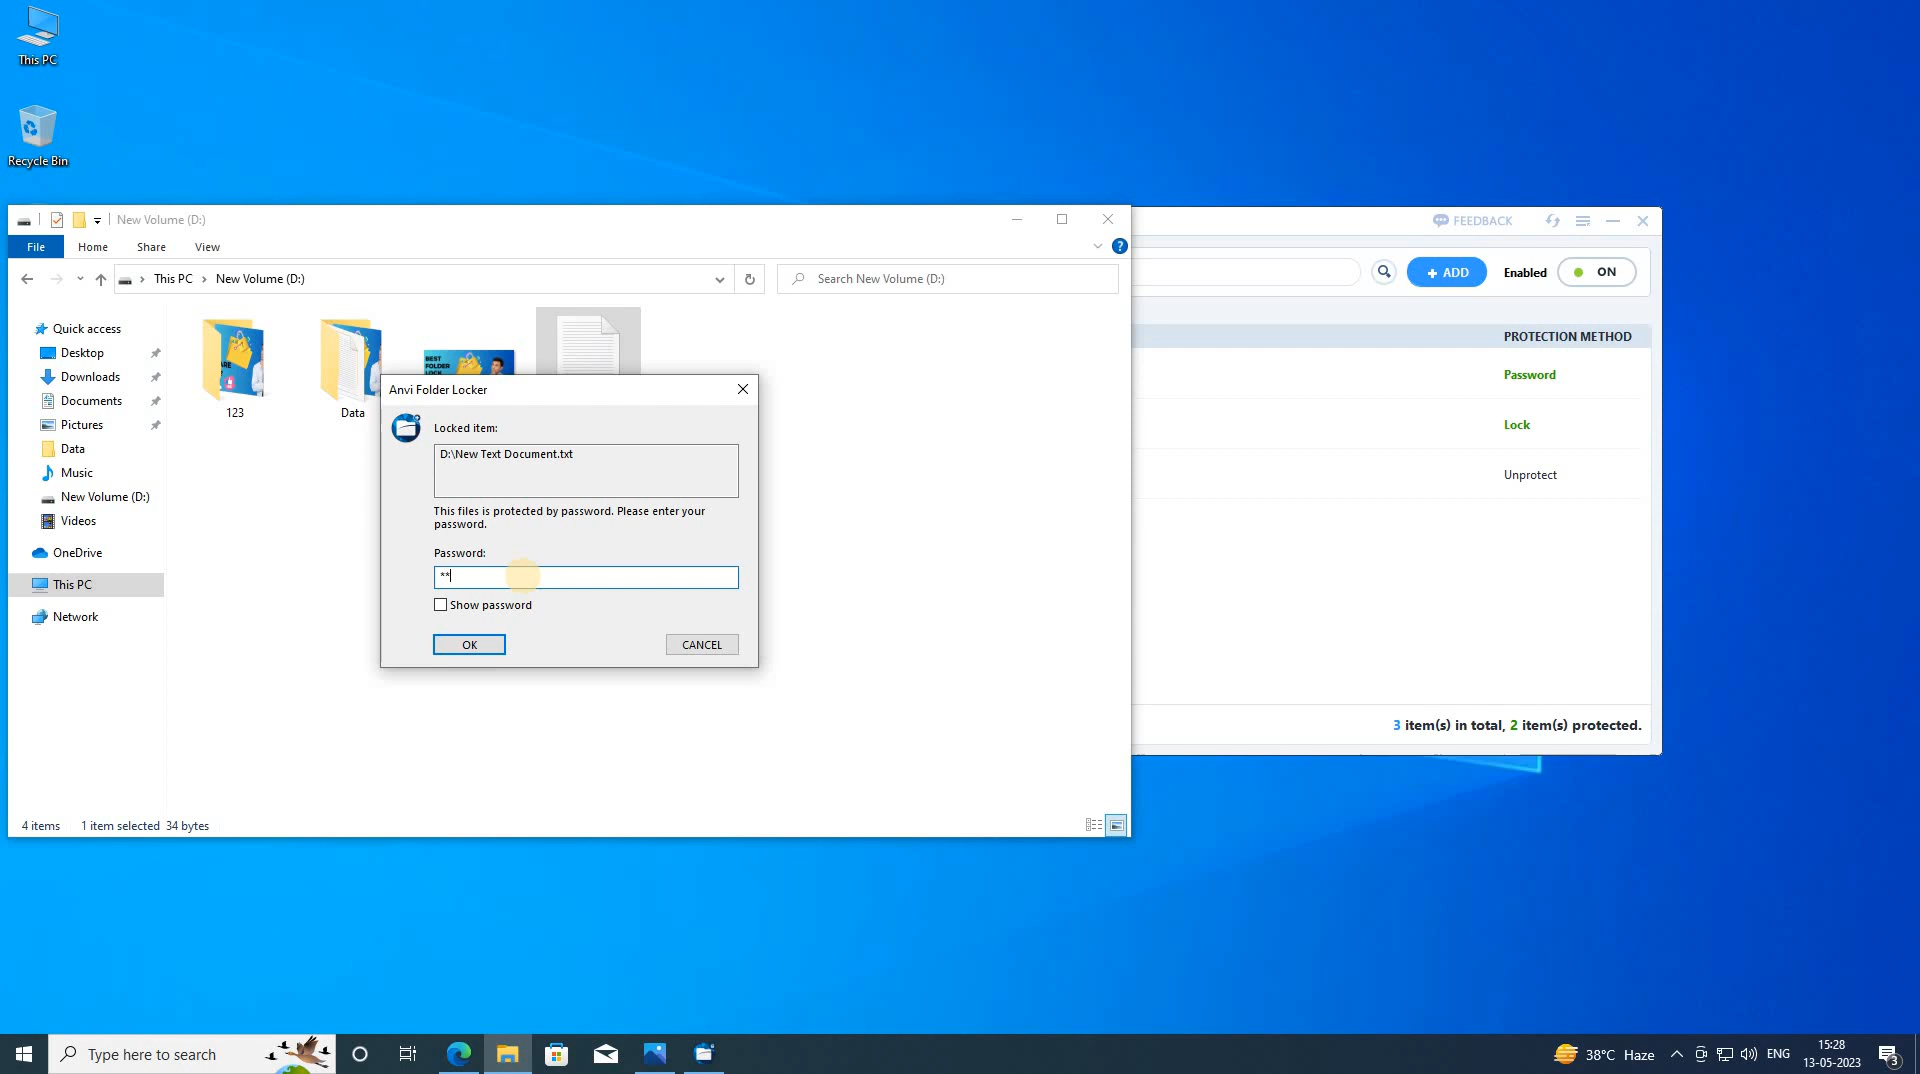 This PC
Recycle Bin
New Volume (D:)
File Home Share View
This PC New Volume (D:)
Search New Volume (D:)
Quick access
Desktop
Downloads
Documents
Pictures
Data
Music
New Volume (D:)
Videos
OneDrive
This PC
Network
123
Data
BEST
FOLDER
Anvi Folder Locker
Locked item:
D:\New Text Document.txt
This files is protected by password. Please enter your
password.
Password:
**
Show password
OK
CANCEL
4 items 1 item selected 34 bytes
FEEDBACK
+ ADD
Enabled
ON
PROTECTION METHOD
Password
Lock
Unprotect
3 item(s) in total, 2 item(s) protected.
Type here to search
38°C Haze
ENG
15:28
13-05-2023
3